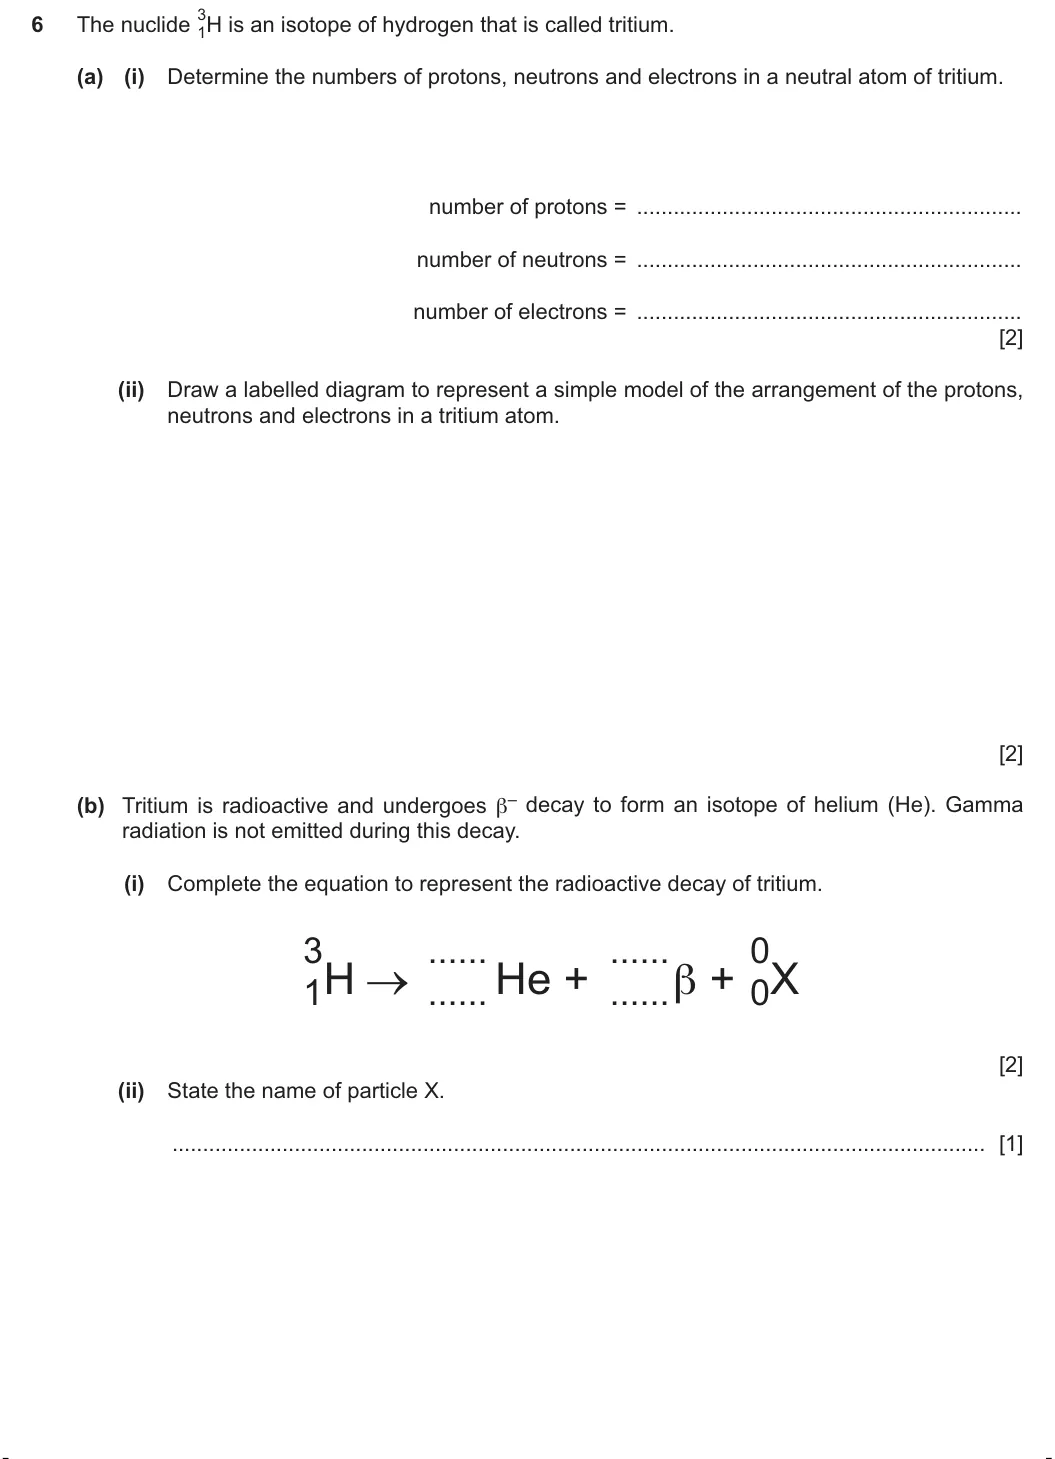 6 The nuclide ³₁H is an isotope of hydrogen that is called tritium.
(a) (i) Determine the numbers of protons, neutrons and electrons in a neutral atom of tritium.
number of protons = ................................................................
number of neutrons = ................................................................
number of electrons = ................................................................
[2]
(ii) Draw a labelled diagram to represent a simple model of the arrangement of the protons,
neutrons and electrons in a tritium atom.
[2]
(b) Tritium is radioactive and undergoes β⁻ decay to form an isotope of helium (He). Gamma
radiation is not emitted during this decay.
(i) Complete the equation to represent the radioactive decay of tritium.
3 ...... ...... 0
H → He + β + X
1 ...... ...... 0
[2]
(ii) State the name of particle X.
....................................................................................................................................... [1]